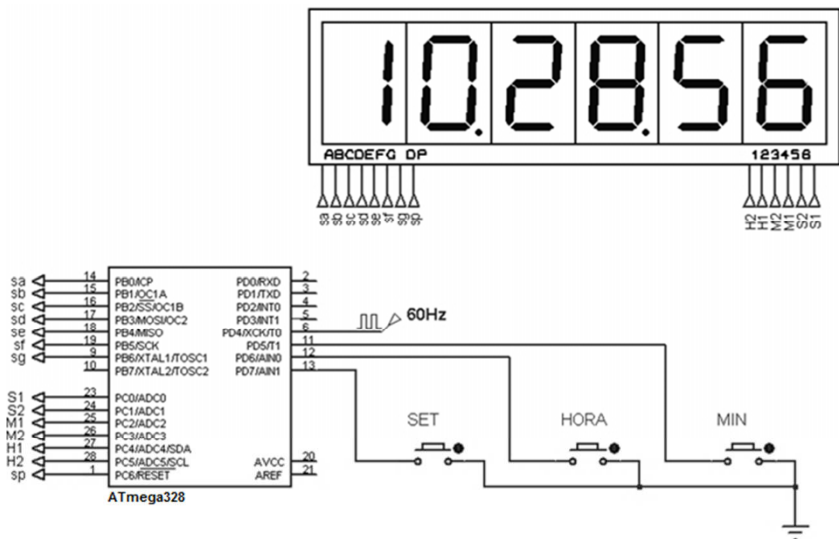 10.28.56
ABCDEFG DP
123456
sa
sb
sc
sd
se
sf
sg
sp
H2
H1
M2
M1
S2
S1
sa 14 PB0/ICP PD0/RXD 2
sb 15 PB1/OC1A PD1/TXD 3
sc 16 PB2/SS/OC1B PD2/INT0 4
sd 17 PB3/MOSI/OC2 PD3/INT1 5
se 18 PB4/MISO PD4/XCK/T0 6 60Hz
sf 19 PB5/SCK PD5/T1 11
sg 9 PB6/XTAL1/TOSC1 PD6/AIN0 12
10 PB7/XTAL2/TOSC2 PD7/AIN1 13
S1 23 PC0/ADC0
S2 24 PC1/ADC1
M1 25 PC2/ADC2
M2 26 PC3/ADC3
H1 27 PC4/ADC4/SDA
H2 28 PC5/ADC5/SCL AVCC 20
sp 1 PC6/RESET AREF 21
ATmega328
SET
HORA
MIN